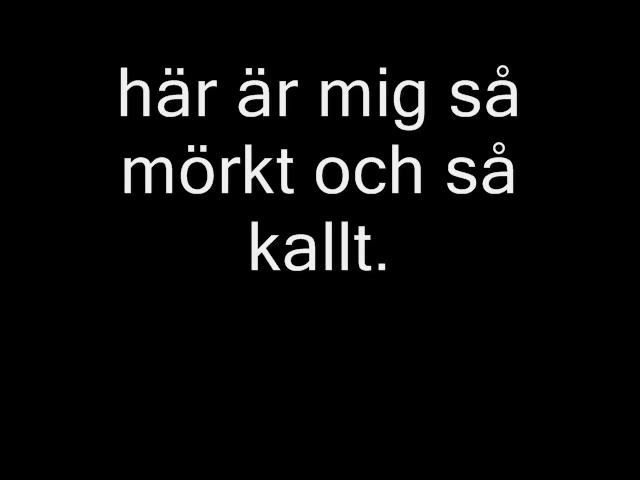 här är mig så
mörkt och så
kallt.